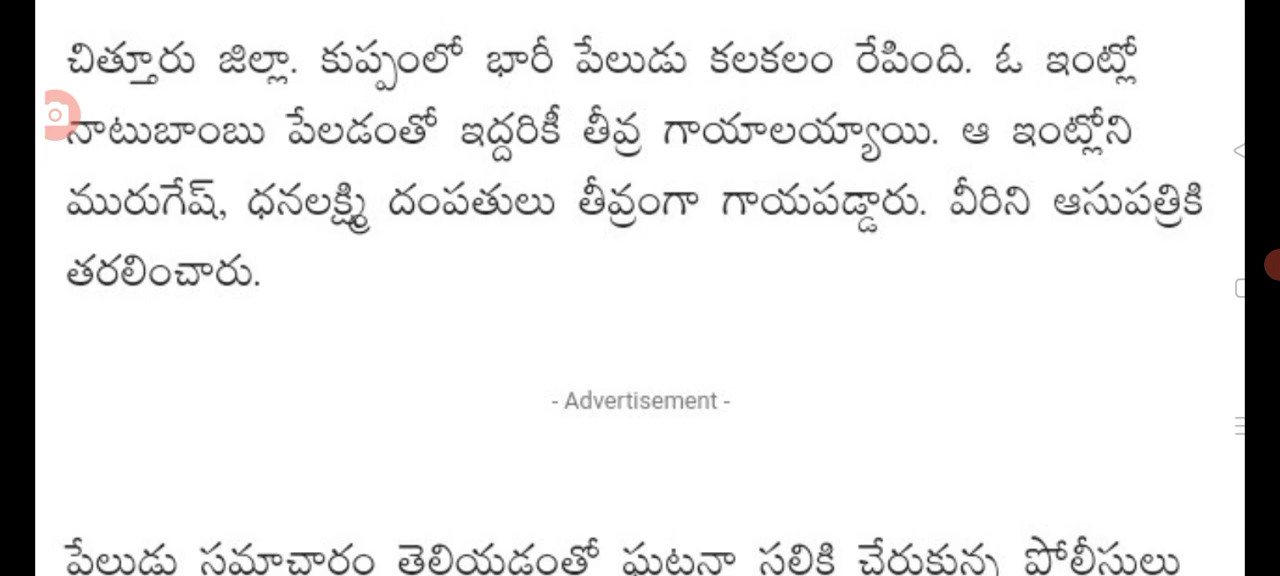 చిత్తూరు జిల్లా. కుప్పంలో భారీ పేలుడు కలకలం రేపింది. ఓ ఇంట్లో
నాటుబాంబు పేలడంతో ఇద్దరికీ తీవ్ర గాయాలయ్యాయి. ఆ ఇంట్లోని
మురుగేష్, ధనలక్ష్మి దంపతులు తీవ్రంగా గాయపడ్డారు. వీరిని ఆసుపత్రికి
తరలించారు.
- Advertisement -
పేలుడు సమాచారం తెలియడంతో ఘటనా స్థలికి చేరుకున్న పోలీసులు